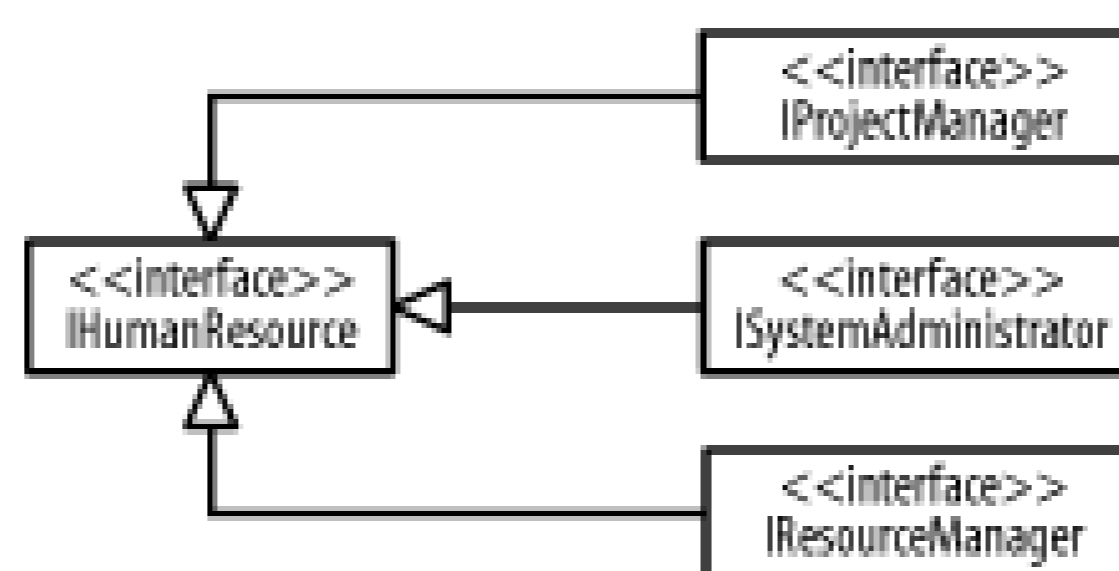 <<interface>>
IProjectManager
<<interface>>
IHumanResource
<<interface>>
ISystemAdministrator
<<interface>>
IResourceManager